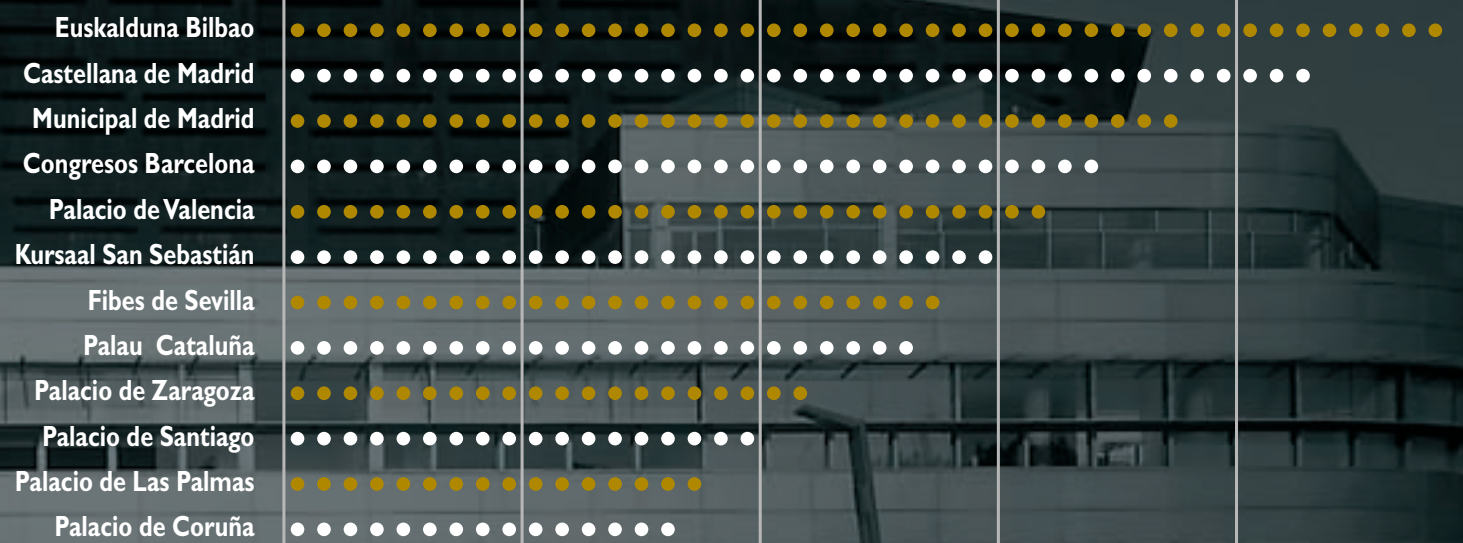 Euskalduna Bilbao
Castellana de Madrid
Municipal de Madrid
Congresos Barcelona
Palacio de Valencia
Kursaal San Sebastián
Fibes de Sevilla
Palau Cataluña
Palacio de Zaragoza
Palacio de Santiago
Palacio de Las Palmas
Palacio de Coruña